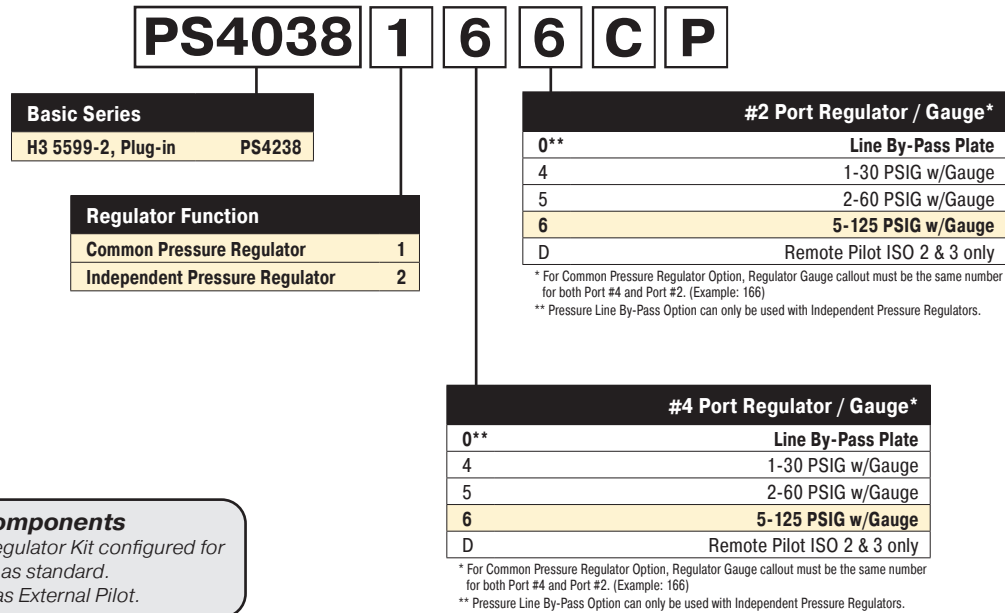 PS4038 1 6 6 C P
Basic Series
H3 5599-2, Plug-in PS4238
Regulator Function
Common Pressure Regulator 1
Independent Pressure Regulator 2
#2 Port Regulator / Gauge*
0** Line By-Pass Plate
4 1-30 PSIG w/Gauge
5 2-60 PSIG w/Gauge
6 5-125 PSIG w/Gauge
D Remote Pilot ISO 2 & 3 only
* For Common Pressure Regulator Option, Regulator Gauge callout must be the same number
for both Port #4 and Port #2. (Example: 166)
** Pressure Line By-Pass Option can only be used with Independent Pressure Regulators.
#4 Port Regulator / Gauge*
0** Line By-Pass Plate
4 1-30 PSIG w/Gauge
5 2-60 PSIG w/Gauge
6 5-125 PSIG w/Gauge
D Remote Pilot ISO 2 & 3 only
* For Common Pressure Regulator Option, Regulator Gauge callout must be the same number
for both Port #4 and Port #2. (Example: 166)
** Pressure Line By-Pass Option can only be used with Independent Pressure Regulators.
Kit configured for
as standard.
as External Pilot.